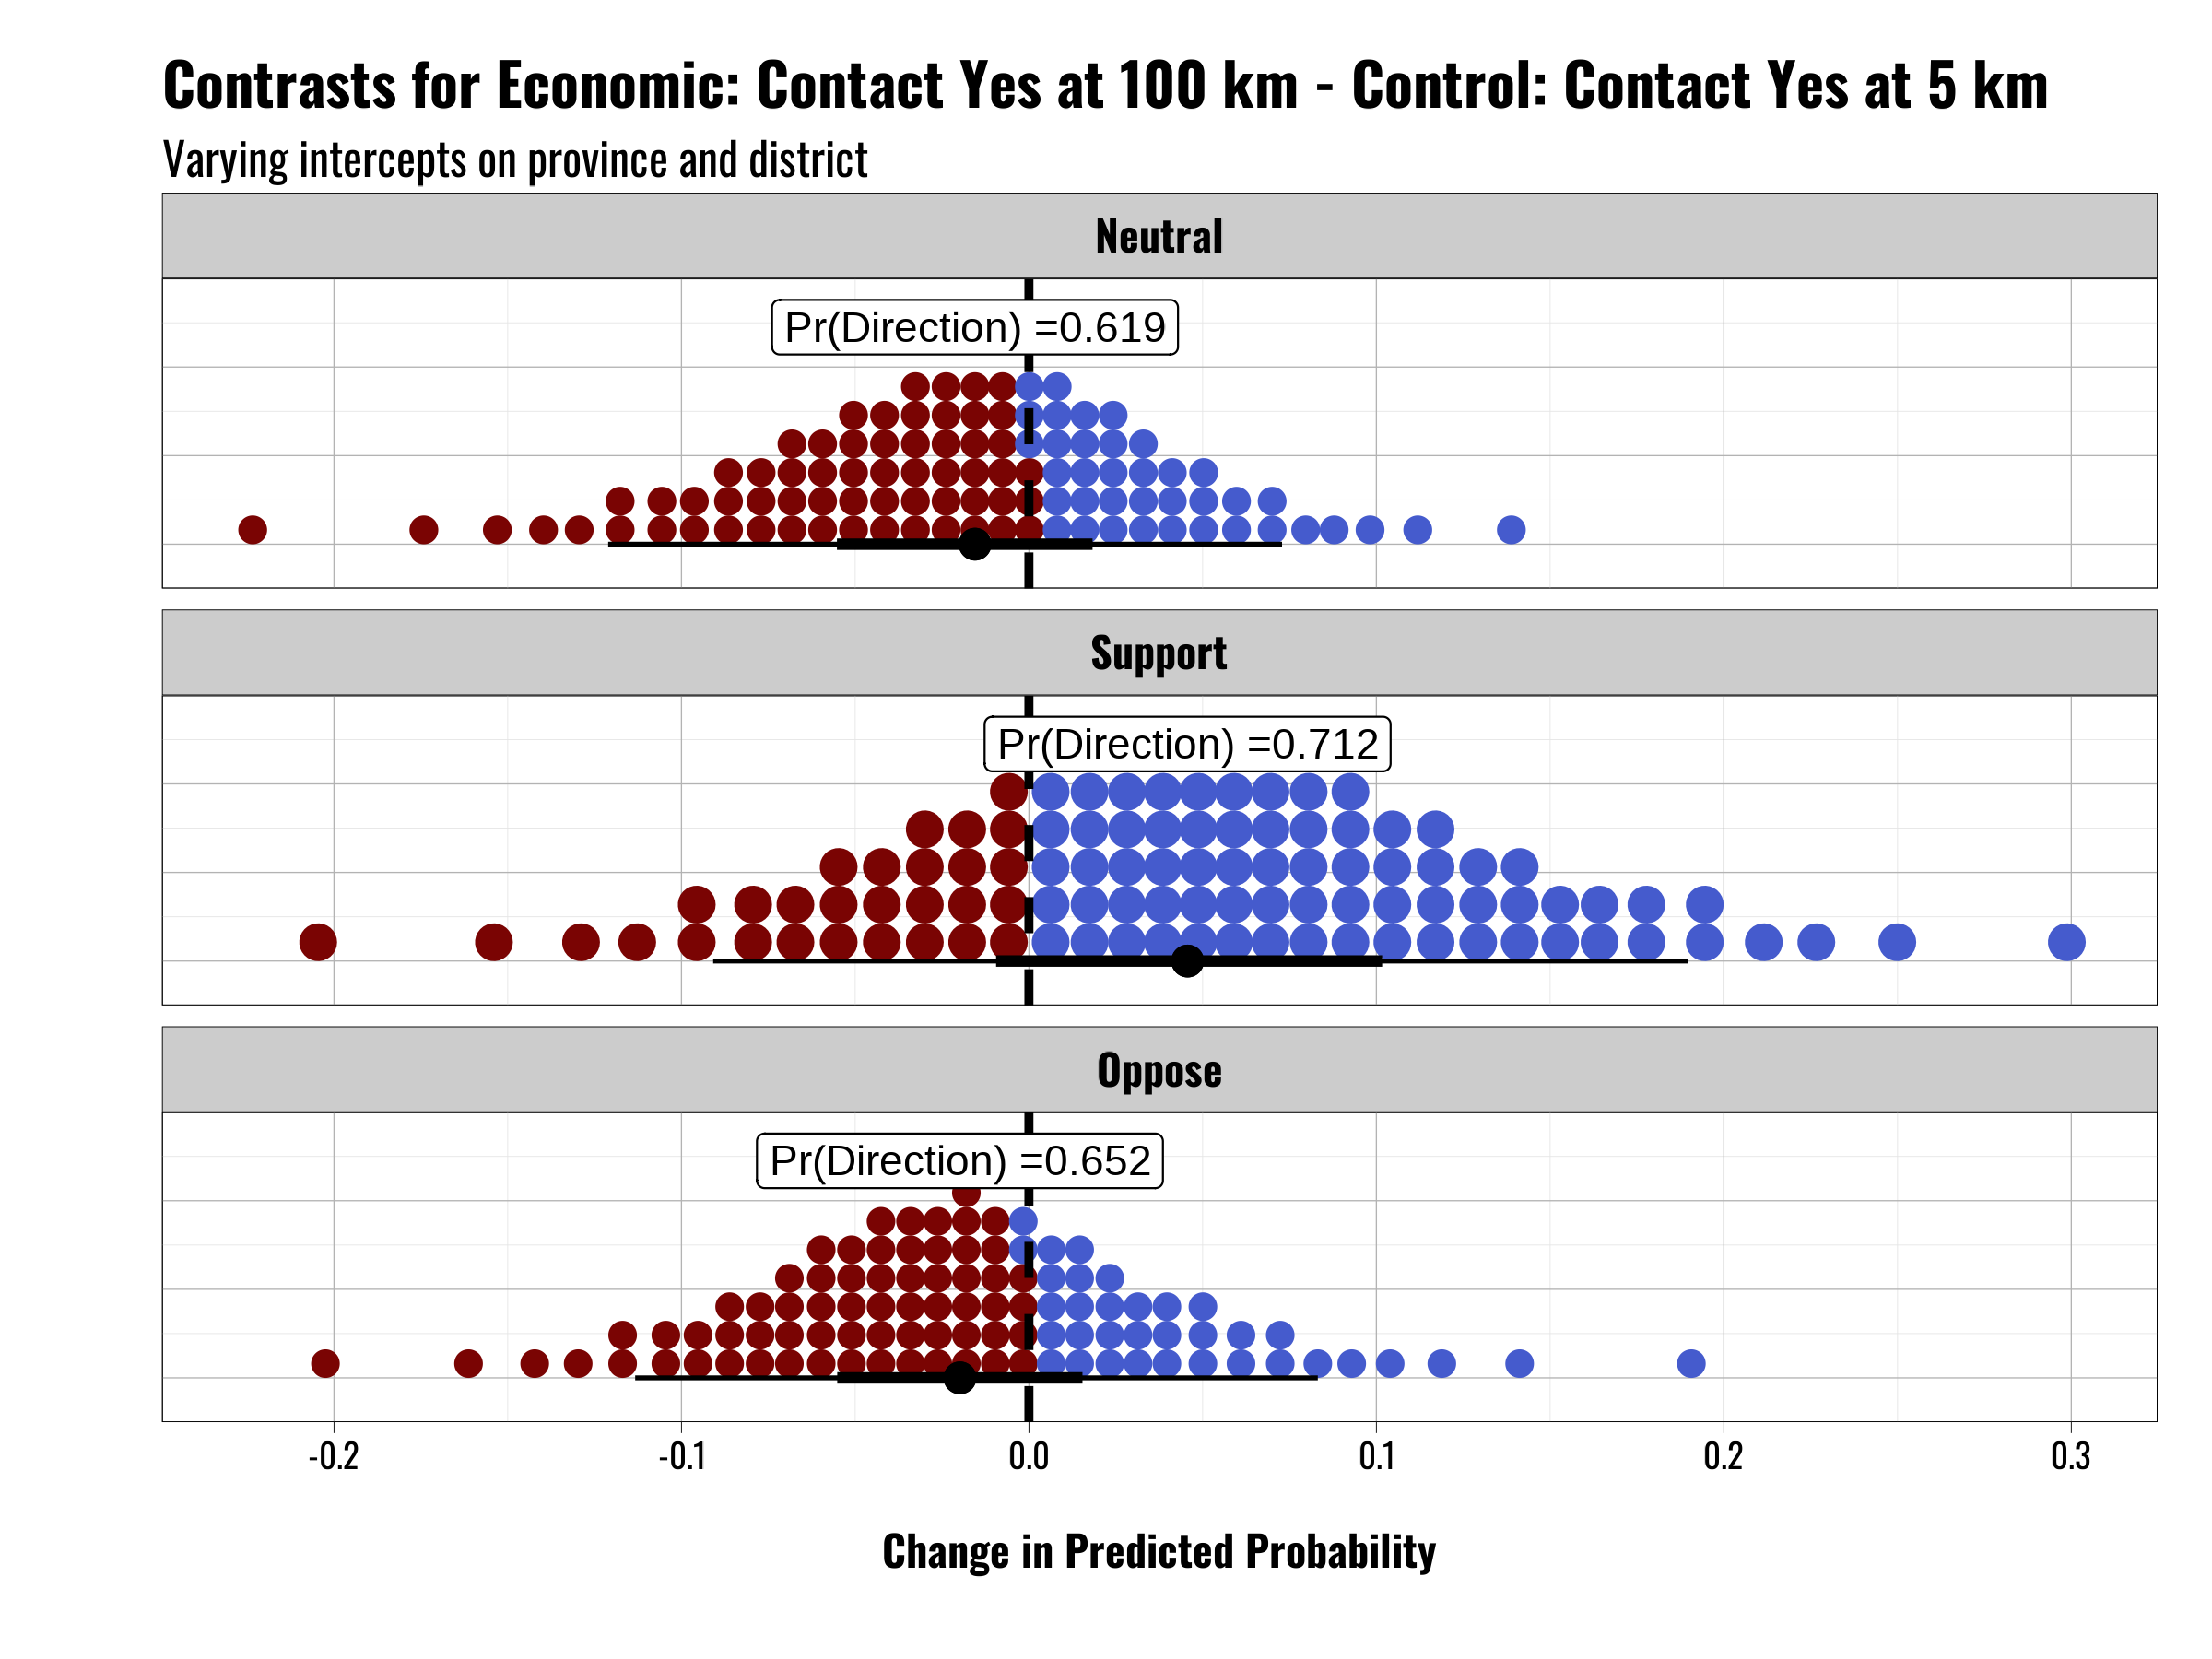 Contrasts for Economic: Contact Yes at 100 km - Control: Contact Yes at 5 km
Varying intercepts on province and district
Neutral
Pr(Direction) =0.619
Support
Pr(Direction) =0.712
Oppose
Pr(Direction) =0.652
-0.2 -0.1 0.0 0.1 0.2 0.3
Change in Predicted Probability